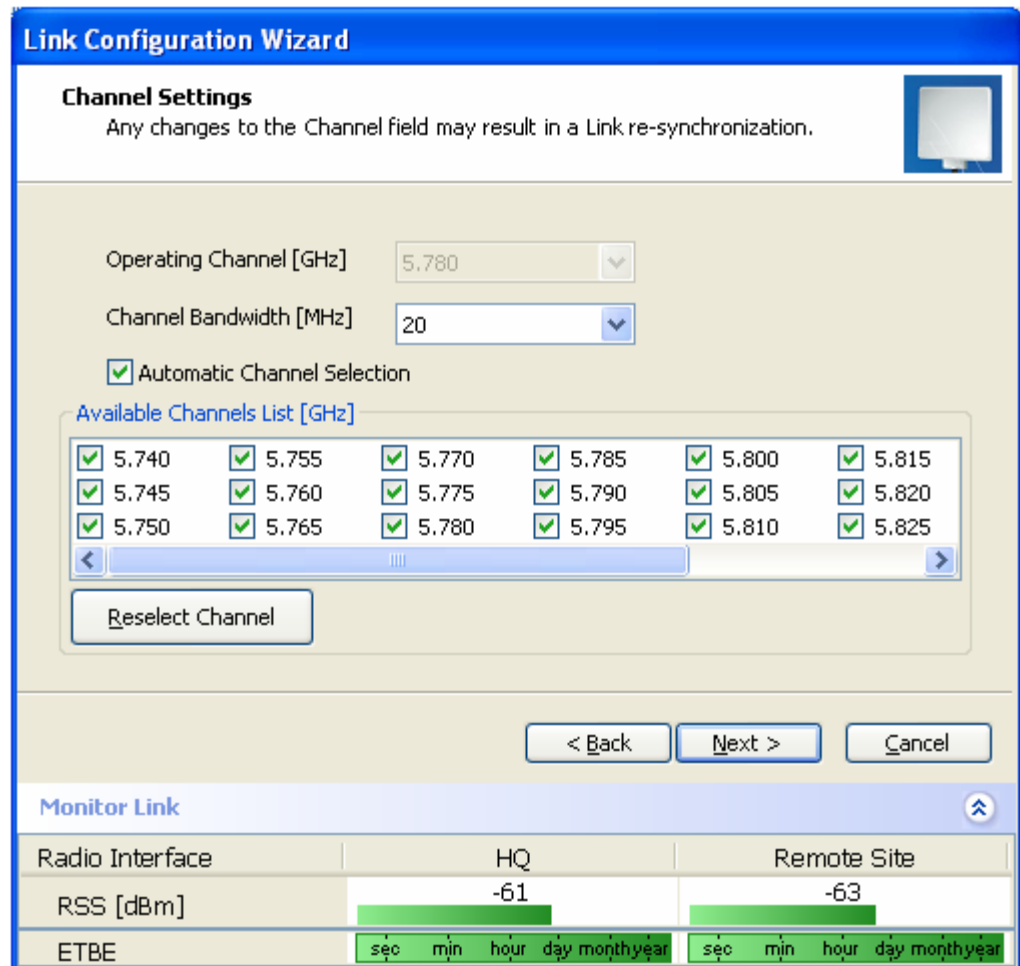 Link Configuration Wizard
Channel Settings
Any changes to the Channel field may result in a Link re-synchronization.
Operating Channel [GHz] 5.780
Channel Bandwidth [MHz] 20
Automatic Channel Selection
Available Channels List [GHz]
5.740 5.755 5.770 5.785 5.800 5.815
5.745 5.760 5.775 5.790 5.805 5.820
5.750 5.765 5.780 5.795 5.810 5.825
Reselect Channel
< Back Next > Cancel
Monitor Link
Radio Interface HQ Remote Site
RSS [dBm] -61 -63
ETBE sec min hour day month year sec min hour day month year